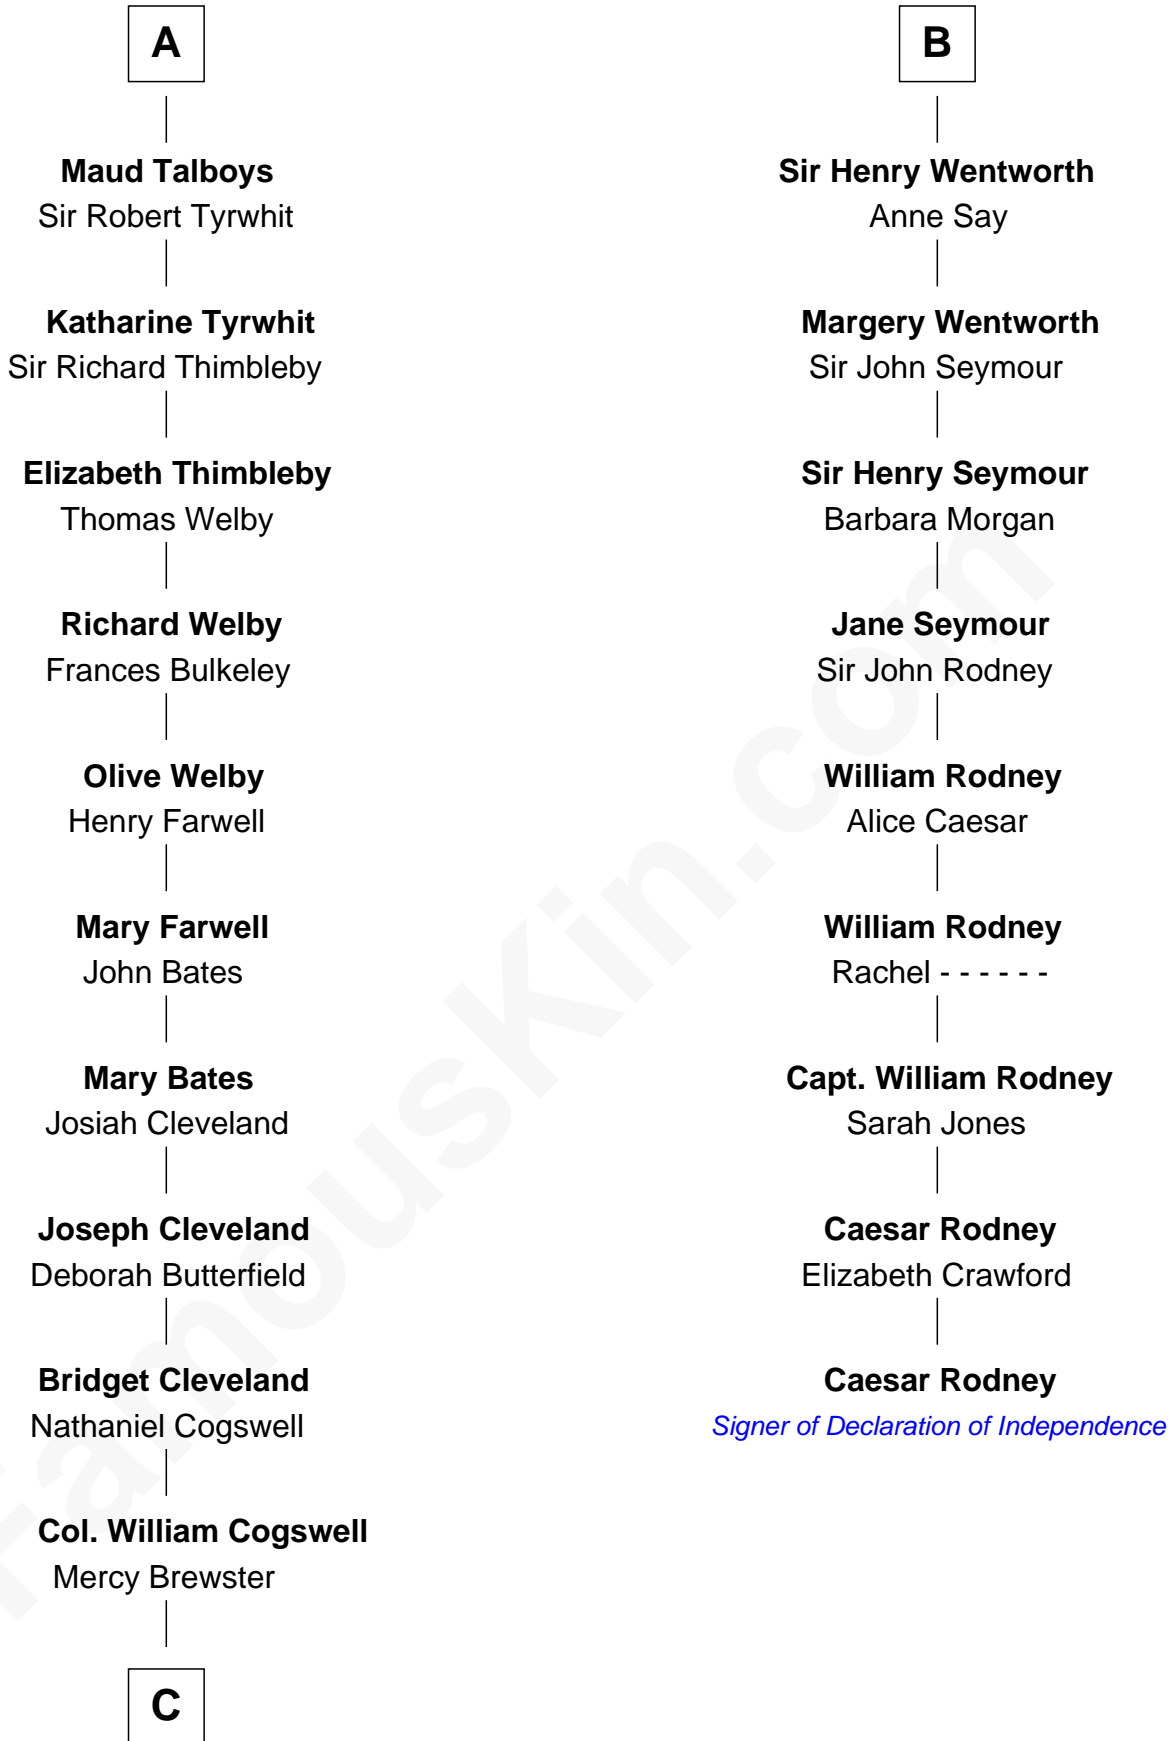 A
Maud Talboys
Sir Robert Tyrwhit
Katharine Tyrwhit
Sir Richard Thimbleby
Elizabeth Thimbleby
Thomas Welby
Richard Welby
Frances Bulkeley
Olive Welby
Henry Farwell
Mary Farwell
John Bates
Mary Bates
Josiah Cleveland
Joseph Cleveland
Deborah Butterfield
Bridget Cleveland
Nathaniel Cogswell
Col. William Cogswell
Mercy Brewster
C
B
Sir Henry Wentworth
Anne Say
Margery Wentworth
Sir John Seymour
Sir Henry Seymour
Barbara Morgan
Jane Seymour
Sir John Rodney
William Rodney
Alice Caesar
William Rodney
Rachel - - - - - -
Capt. William Rodney
Sarah Jones
Caesar Rodney
Elizabeth Crawford
Caesar Rodney
Signer of Declaration of Independence
FamousKin.com